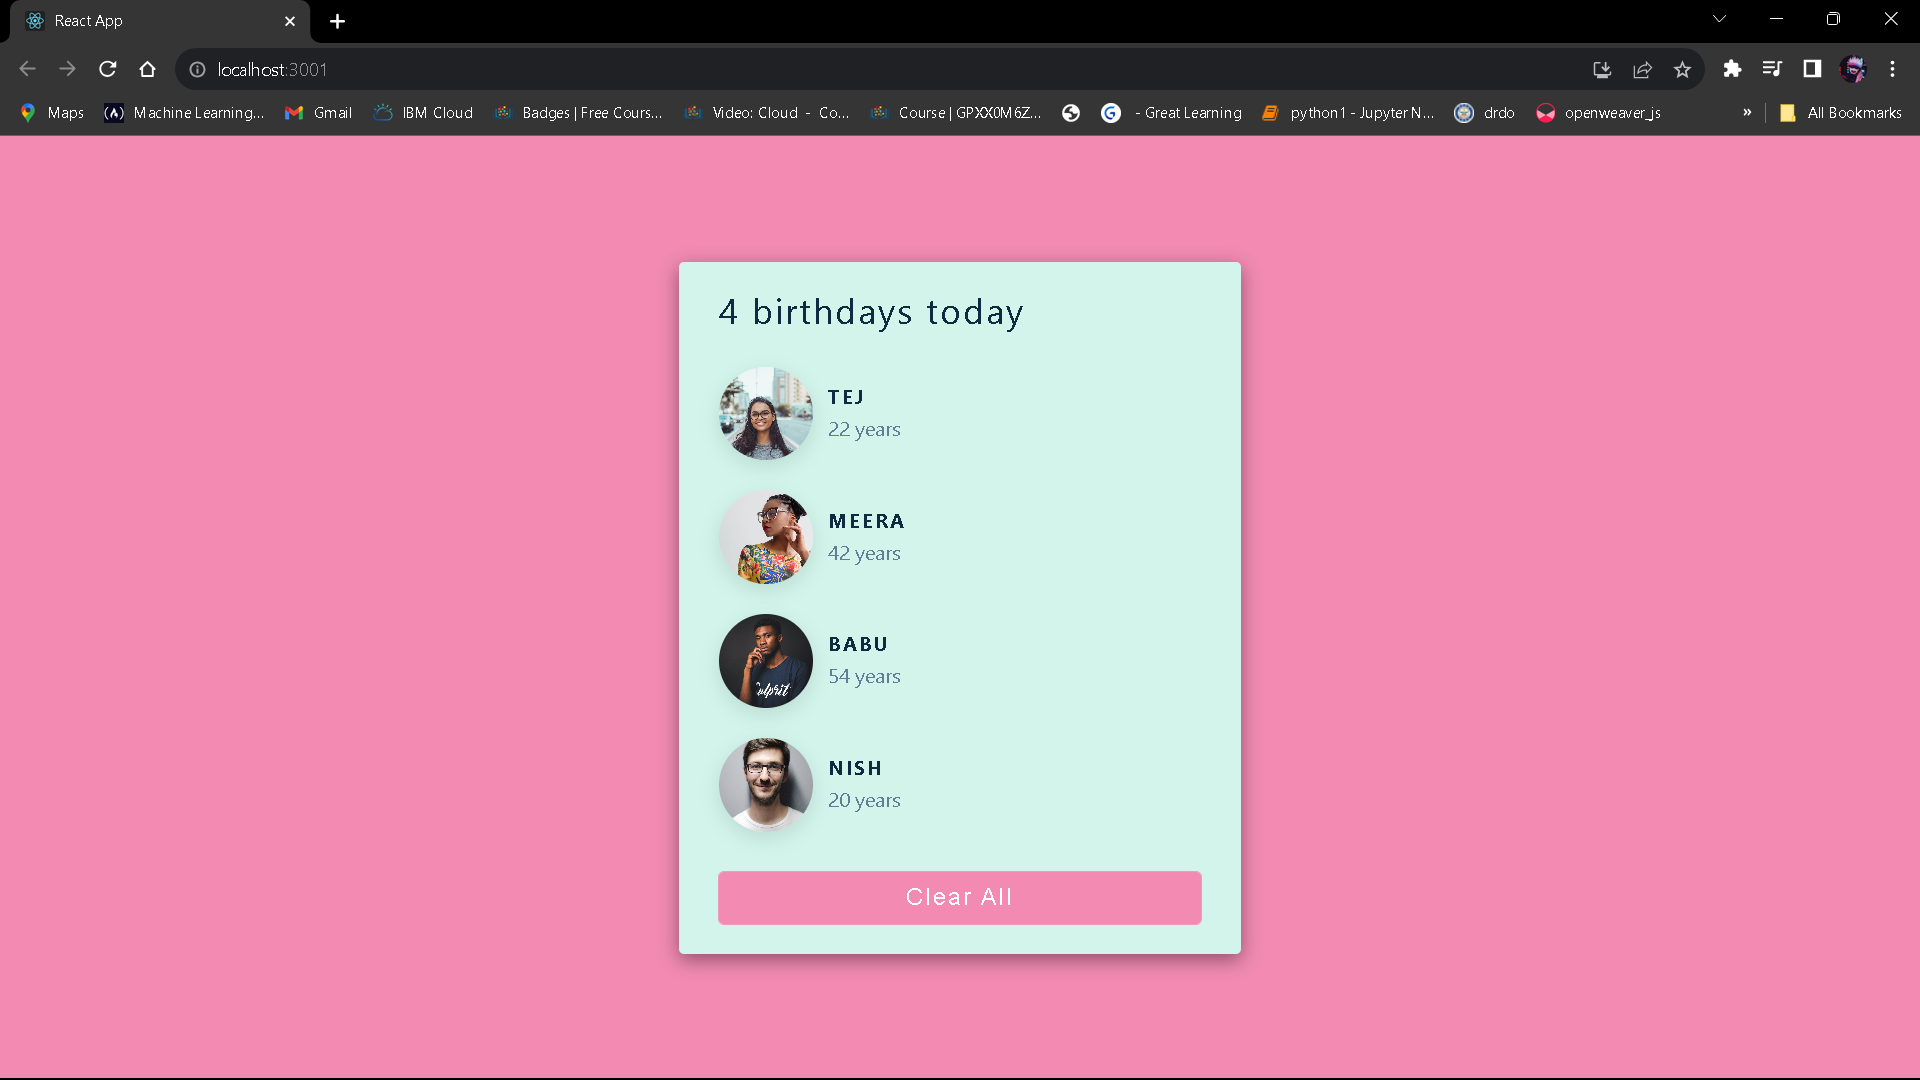 React App
localhost:3001
Maps Machine Learning... Gmail IBM Cloud Badges | Free Cours... Video: Cloud - Co... Course | GPXX0M6Z... - Great Learning python1 - Jupyter N... drdo openweaver_js » All Bookmarks
4 birthdays today
TEJ
22 years
MEERA
42 years
BABU
54 years
NISH
20 years
Clear All